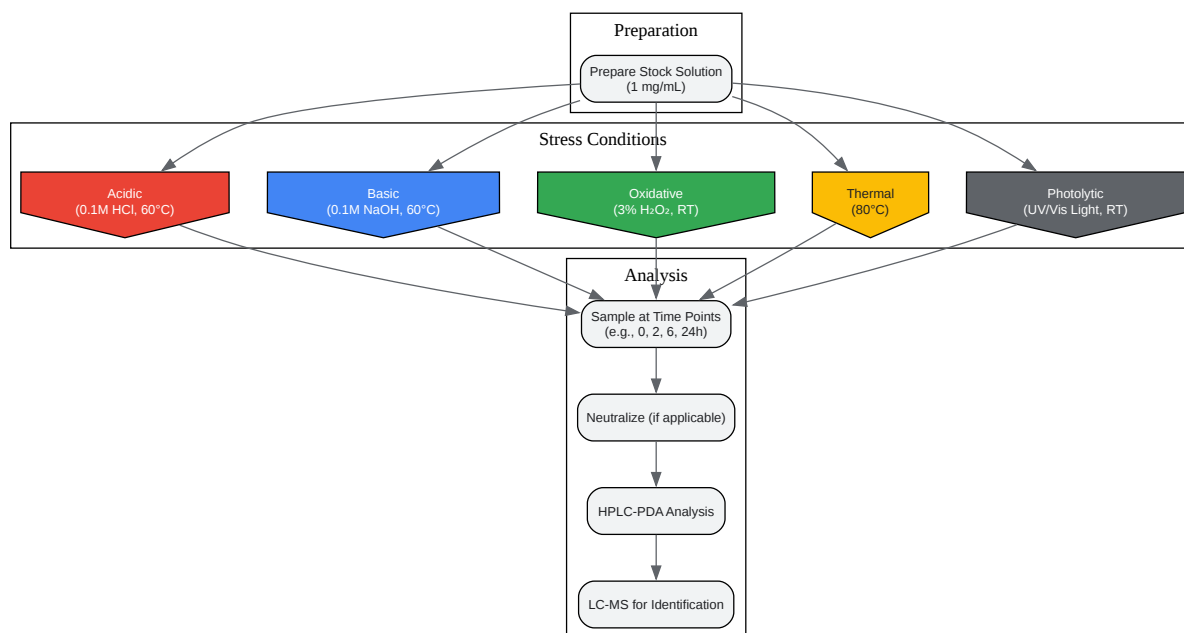 Preparation
Prepare Stock Solution
(1 mg/mL)
Stress Conditions
Acidic
(0.1M HCl, 60°C)
Basic
(0.1M NaOH, 60°C)
Oxidative
(3% H₂O₂, RT)
Thermal
(80°C)
Photolytic
(UV/Vis Light, RT)
Analysis
Sample at Time Points
(e.g., 0, 2, 6, 24h)
Neutralize (if applicable)
HPLC-PDA Analysis
LC-MS for Identification